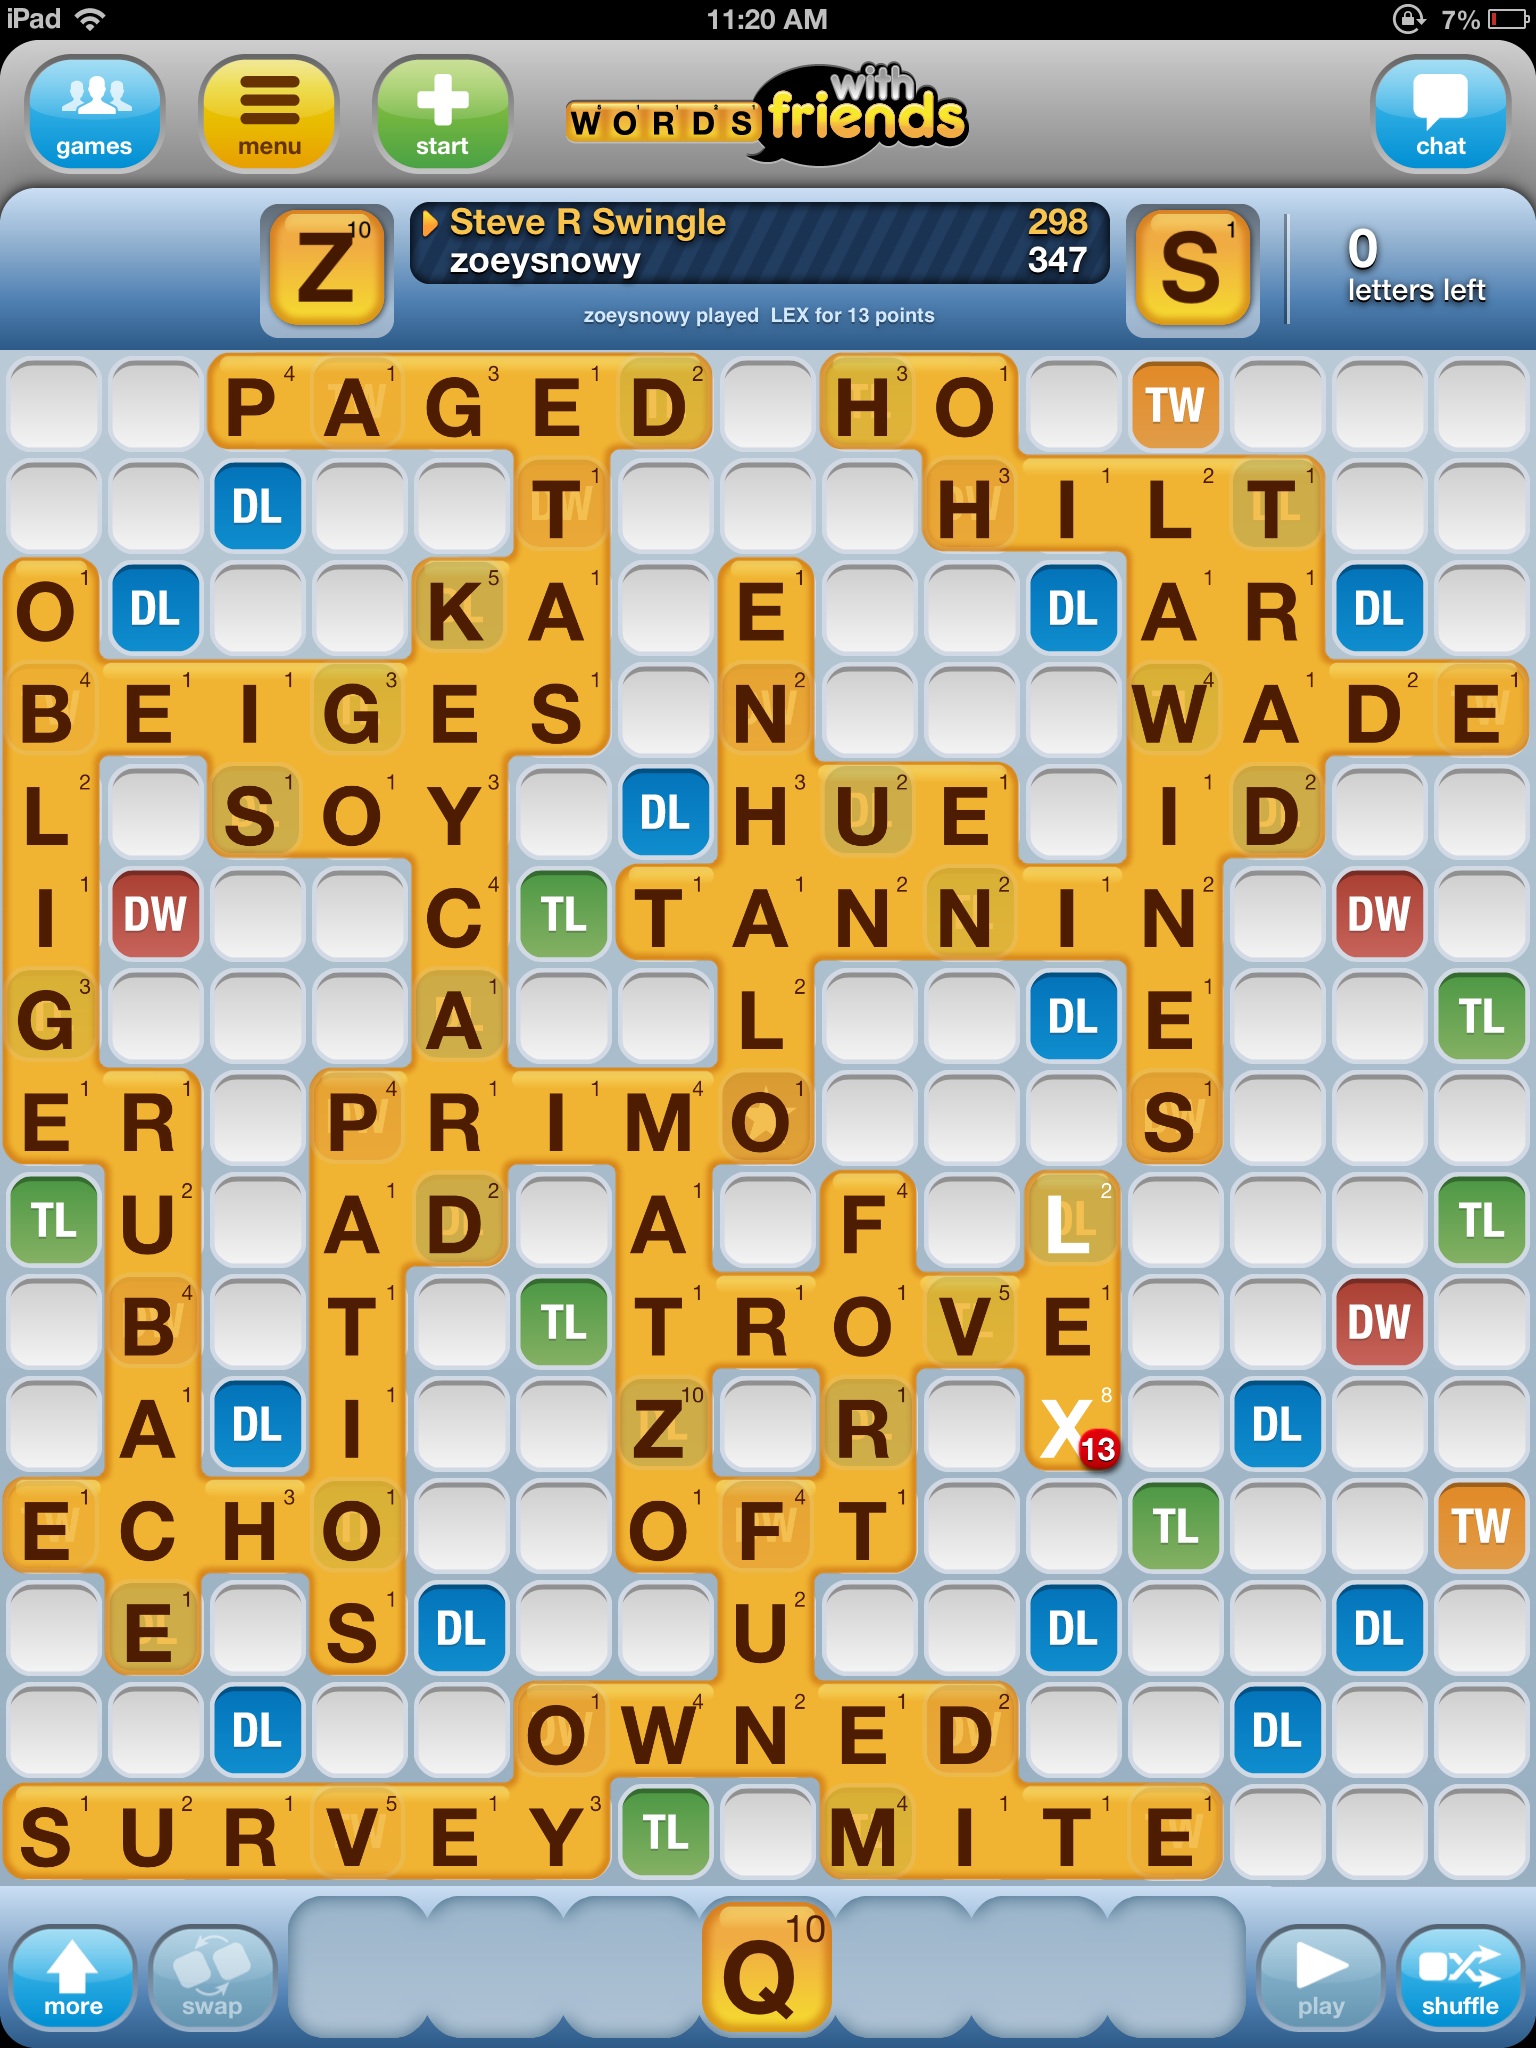 iPad 11:20 AM 7%
games menu start WORDS with friends chat
Z 10 Steve R Swingle 298 S 1 0
zoeysnowy 347 letters left
zoeysnowy played LEX for 13 points
P 4 A 1 G 3 E 1 D 2 H 3 O 1 TW
DL T 1 H 3 I 1 L 2 T 1
O 1 DL K 5 A 1 E 1 DL A 1 R 1 DL
B 4 E 1 I 1 G 3 E 1 S 1 N 2 W 4 A 1 D 2 E 1
L 2 S 1 O 1 Y 3 DL H 3 U 2 E 1 I 1 D 2
I 1 DW C 4 TL T 1 A 1 N 2 N 2 I 1 N 2 DW
G 3 A 1 L 2 DL E 1 TL
E 1 R 1 P 4 R 1 I 1 M 4 O 1 S 1
TL U 2 A 1 D 2 A 1 F 4 L 2 TL
B 4 T 1 TL T 1 R 1 O 1 V 5 E 1 DW
A 1 DL I 1 Z 10 R 1 X 8 13 DL
E 1 C H 3 O 1 O 1 F 4 T 1 TL TW
E 1 S 1 DL U 2 DL DL
DL O 1 W 4 N 2 E 1 D 2 DL
S 1 U 2 R 1 V 5 E 1 Y 3 TL M 4 I 1 T 1 E 1
more swap Q 10 play shuffle